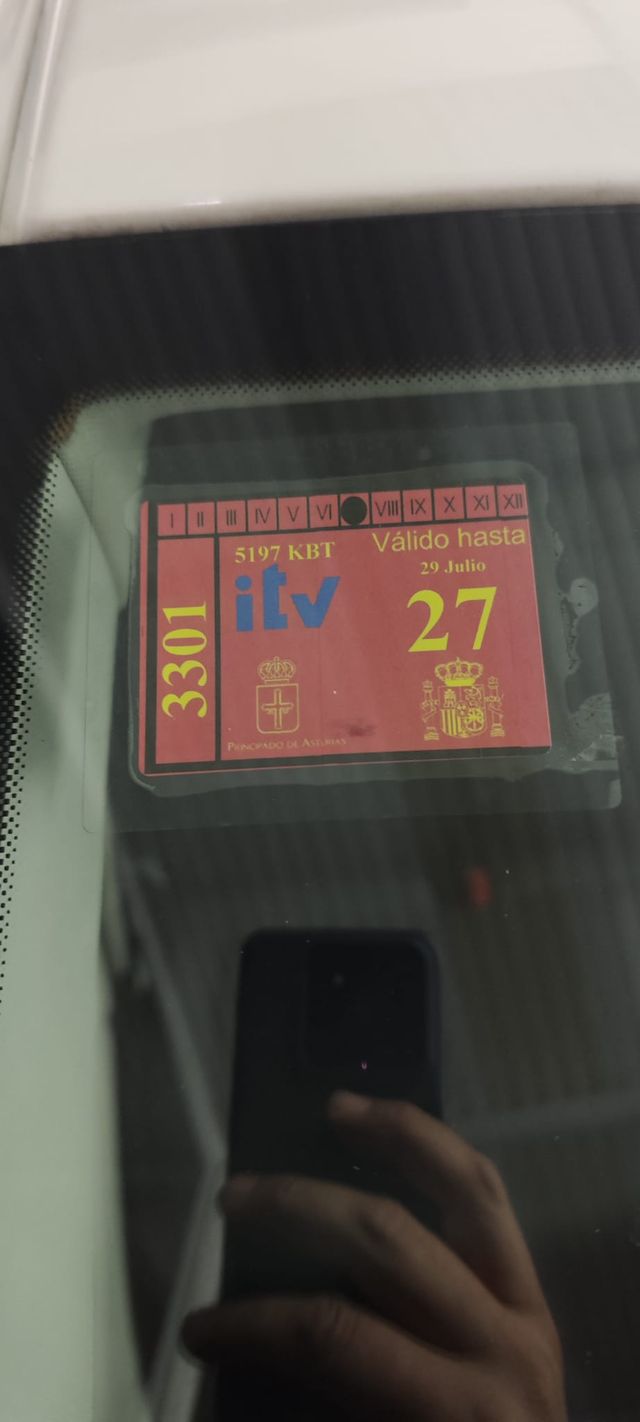 I II III IV V VI VIII IX X XI XII
3301
5197 KBT
itv
Válido hasta
29 Julio
27
PRINCIPADO DE ASTURIAS